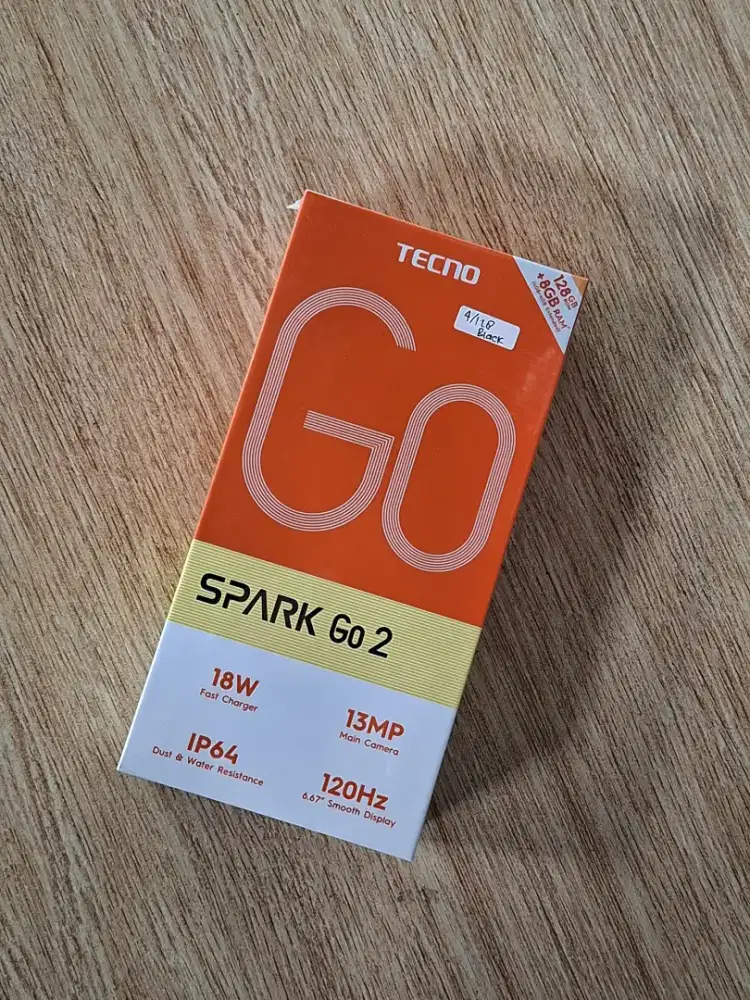 TECNO
128GB
ROM
+8GB RAM*
4/128
Black
Go
SPARK Go 2
18W
Fast Charger
13MP
Main Camera
IP64
Dust & Water Resistance
120Hz
6.67" Smooth Display